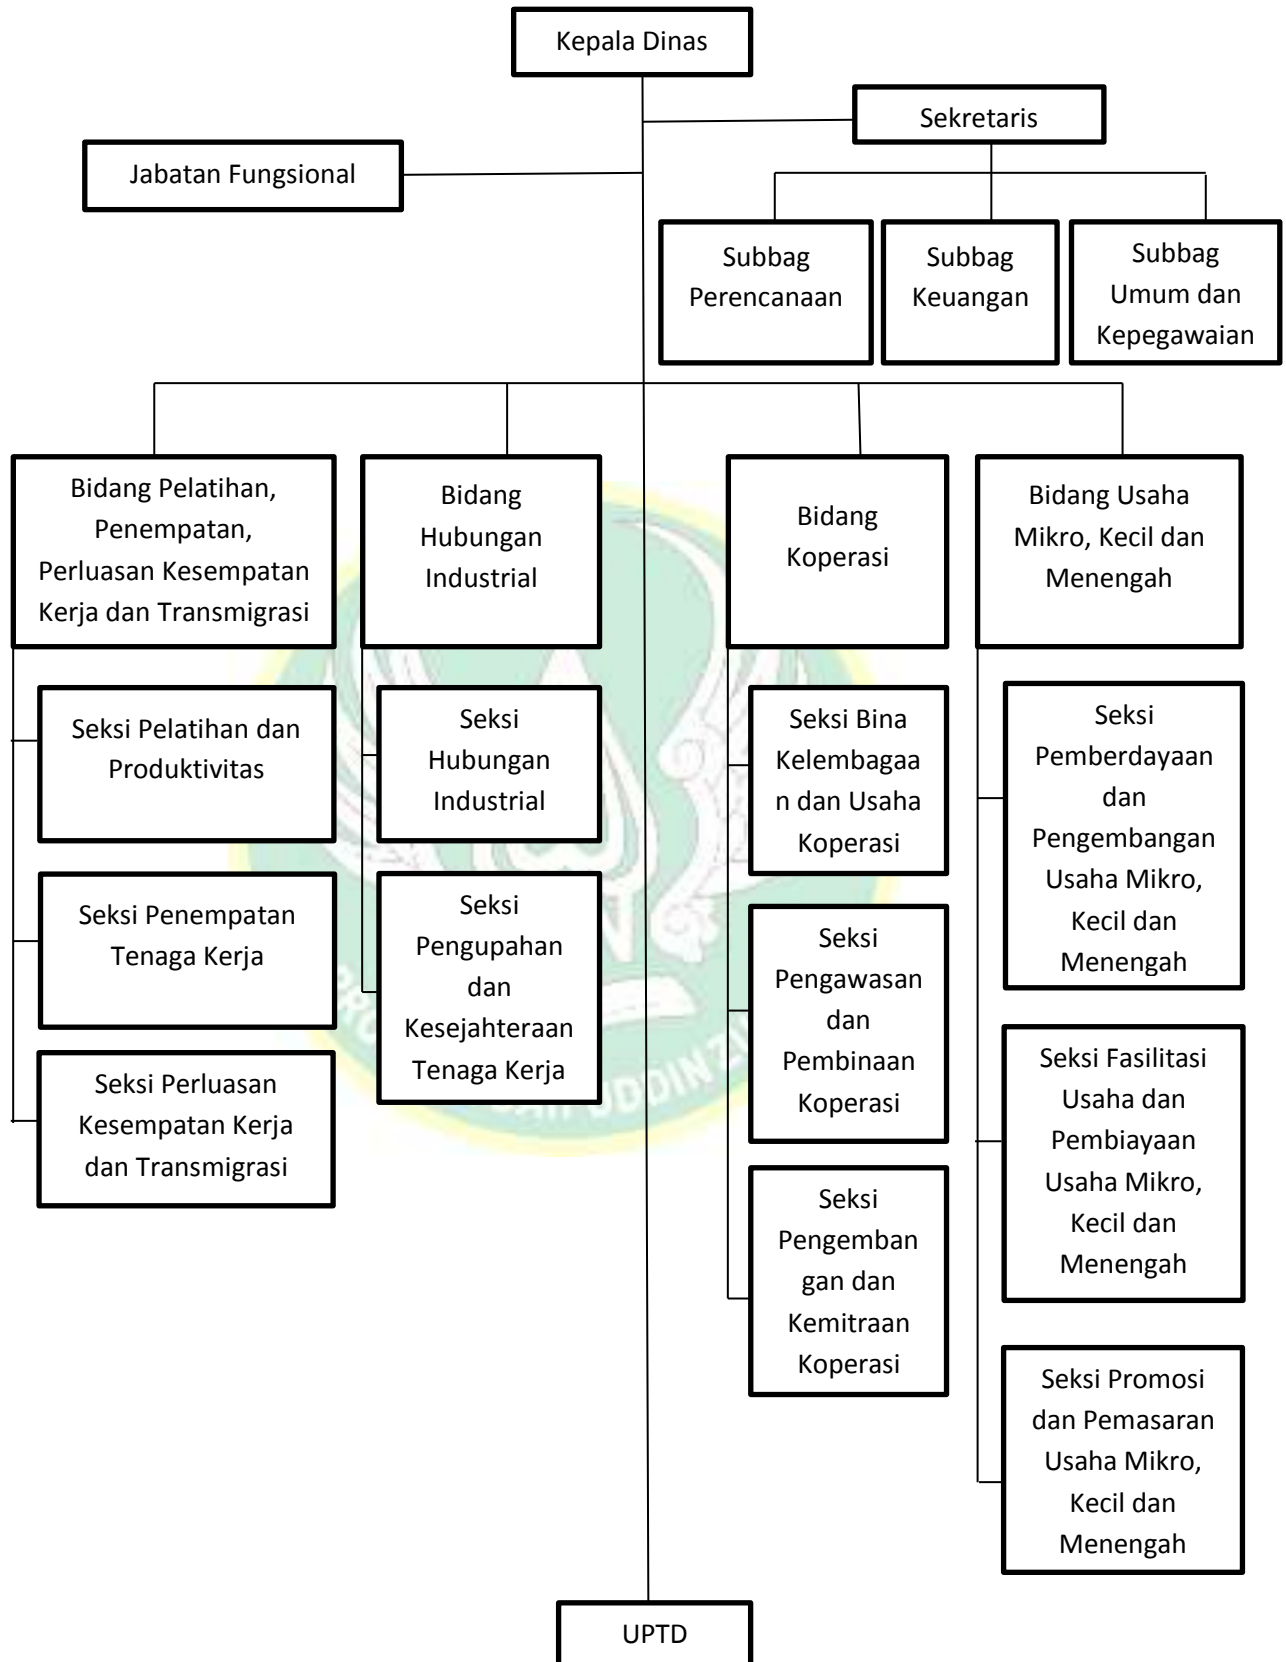 Kepala Dinas
Sekretaris
Jabatan Fungsional
Subbag
Perencanaan
Subbag
Keuangan
Subbag
Umum dan
Kepegawaian
Bidang Pelatihan,
Penempatan,
Perluasan Kesempatan
Kerja dan Transmigrasi
Bidang
Hubungan
Industrial
Bidang
Koperasi
Bidang Usaha
Mikro, Kecil dan
Menengah
Seksi Pelatihan dan
Produktivitas
Seksi Penempatan
Tenaga Kerja
Seksi Perluasan
Kesempatan Kerja
dan Transmigrasi
Seksi
Hubungan
Industrial
Seksi
Pengupahan
dan
Kesejahteraan
Tenaga Kerja
Seksi Bina
Kelembagaa
n dan Usaha
Koperasi
Seksi
Pengawasan
dan
Pembinaan
Koperasi
Seksi
Pengemban
gan dan
Kemitraan
Koperasi
Seksi
Pemberdayaan
dan
Pengembangan
Usaha Mikro,
Kecil dan
Menengah
Seksi Fasilitasi
Usaha dan
Pembiayaan
Usaha Mikro,
Kecil dan
Menengah
Seksi Promosi
dan Pemasaran
Usaha Mikro,
Kecil dan
Menengah
UPTD